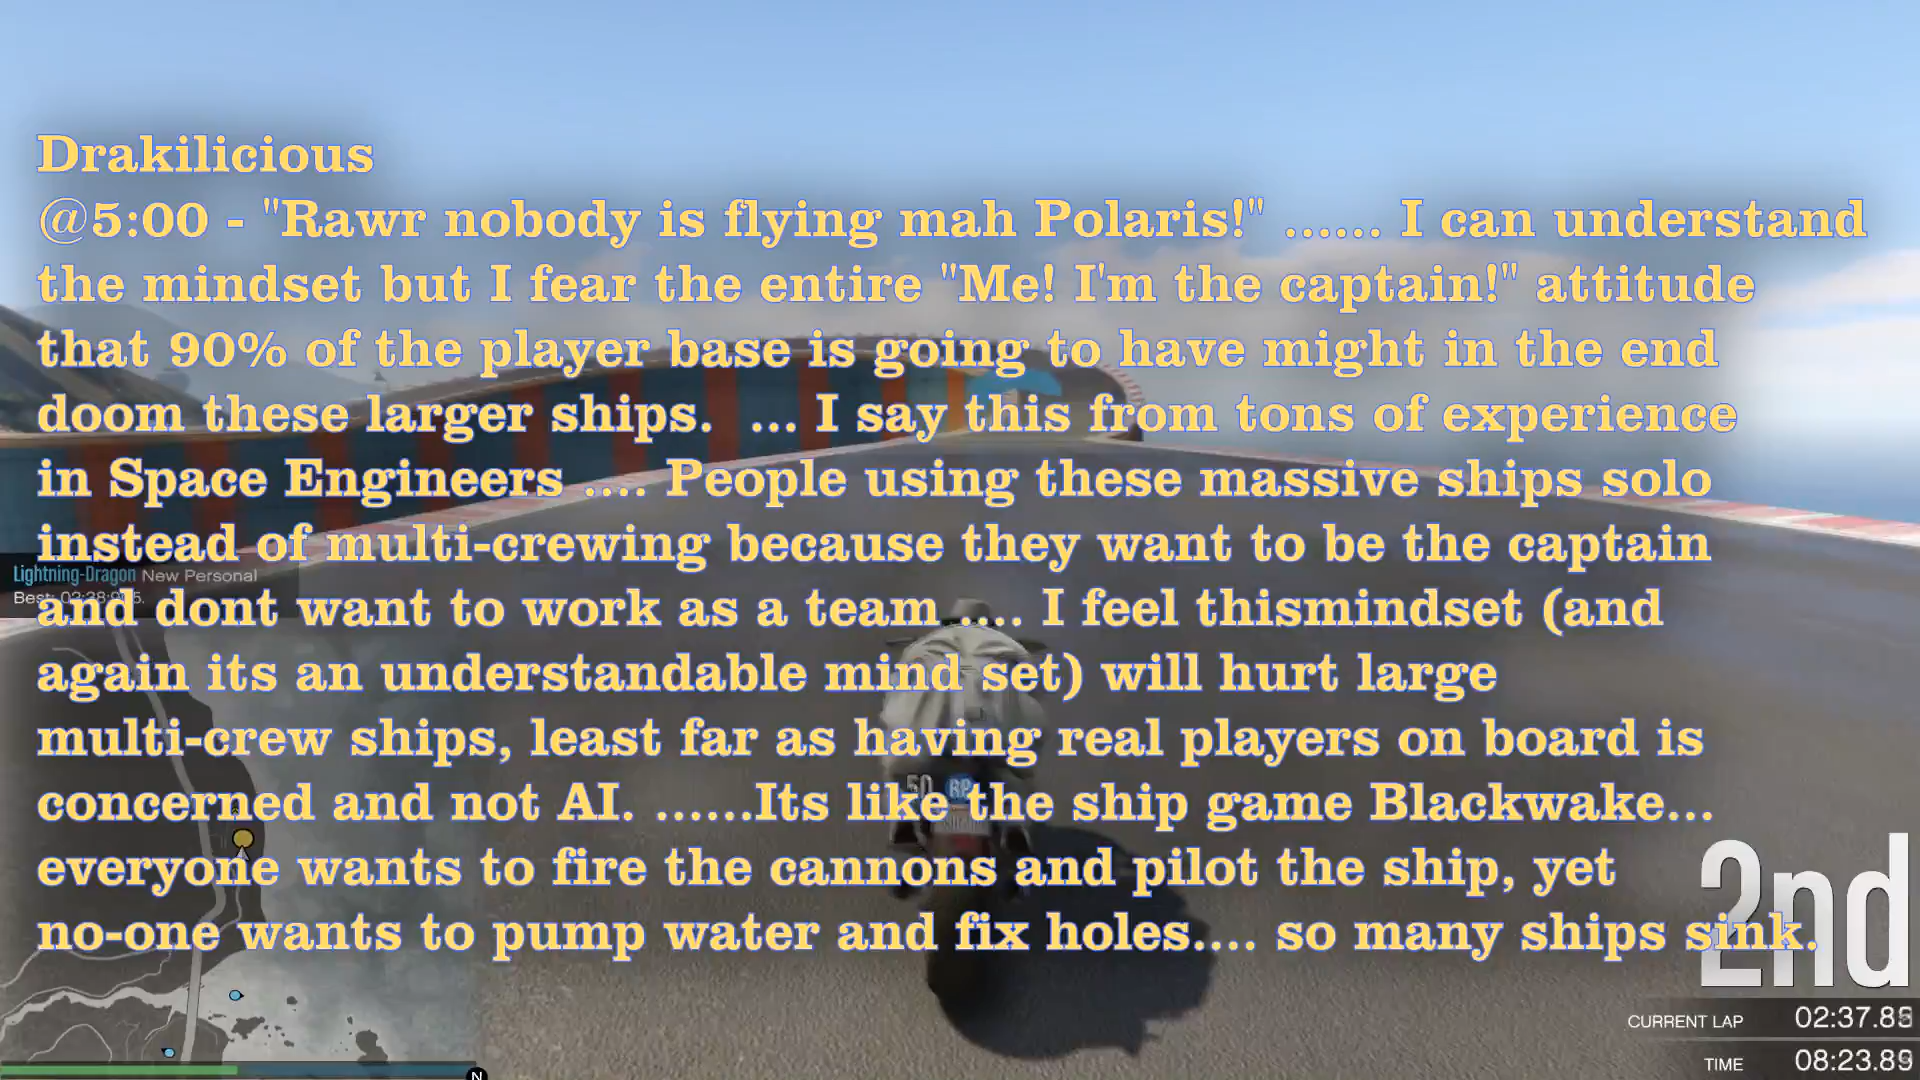 Drakilicious
@5:00 - "Rawr nobody is flying mah Polaris!" ...... I can understand
the mindset but I fear the entire "Me! I'm the captain!" attitude
that 90% of the player base is going to have might in the end
doom these larger ships.  ... I say this from tons of experience
in Space Engineers .... People using these massive ships solo
instead of multi-crewing because they want to be the captain
Lightning-Dragon New Personal
Best:
and dont want to work as a team .... I feel thismindset (and
again its an understandable mind set) will hurt large
multi-crew ships, least far as having real players on board is
50 RP
concerned and not AI. ......Its like the ship game Blackwake...
everyone wants to fire the cannons and pilot the ship, yet
no-one wants to pump water and fix holes.... so many ships sink.
2nd
CURRENT LAP 02:37.85
TIME 08:23.89
N